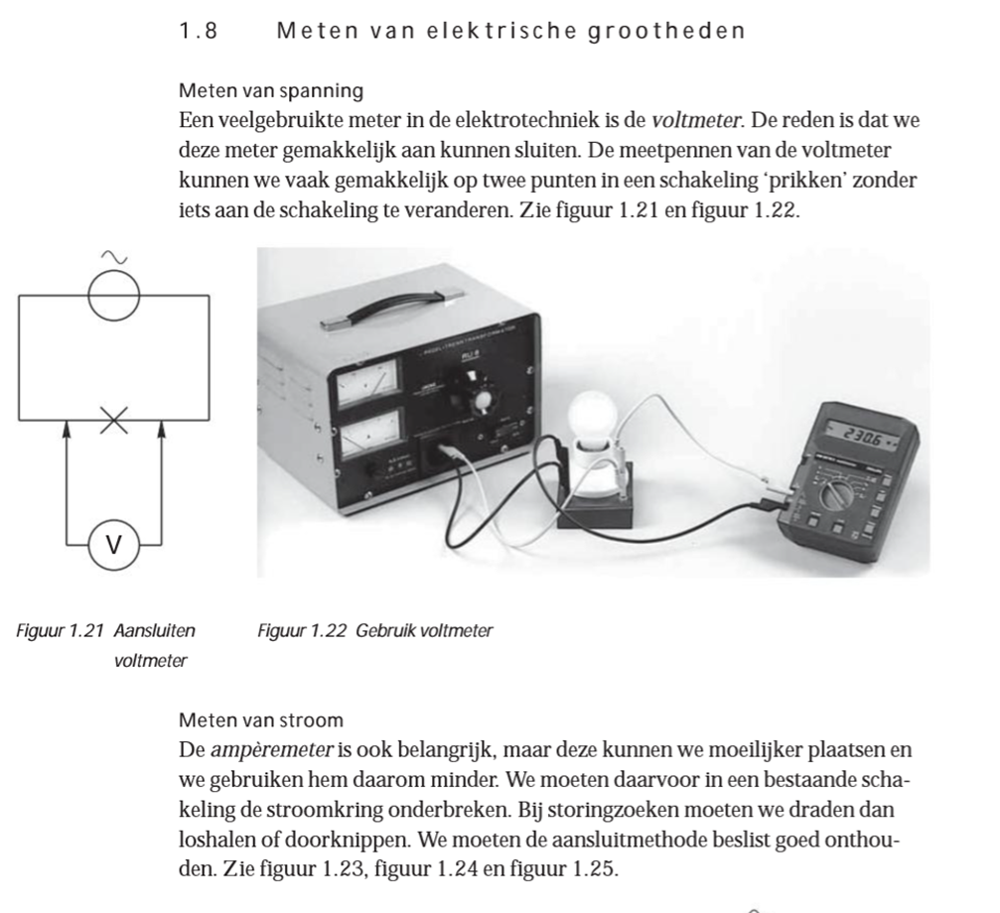 1.8 Meten van elektrische grootheden
Meten van spanning
Een veelgebruikte meter in de elektrotechniek is de voltmeter. De reden is dat we
deze meter gemakkelijk aan kunnen sluiten. De meetpennen van de voltmeter
kunnen we vaak gemakkelijk op twee punten in een schakeling ‘prikken’ zonder
iets aan de schakeling te veranderen. Zie figuur 1.21 en figuur 1.22.
V
230.6
Figuur 1.21 Aansluiten
voltmeter
Figuur 1.22 Gebruik voltmeter
Meten van stroom
De ampèremeter is ook belangrijk, maar deze kunnen we moeilijker plaatsen en
we gebruiken hem daarom minder. We moeten daarvoor in een bestaande scha-
keling de stroomkring onderbreken. Bij storingzoeken moeten we draden dan
loshalen of doorknippen. We moeten de aansluitmethode beslist goed onthou-
den. Zie figuur 1.23, figuur 1.24 en figuur 1.25.